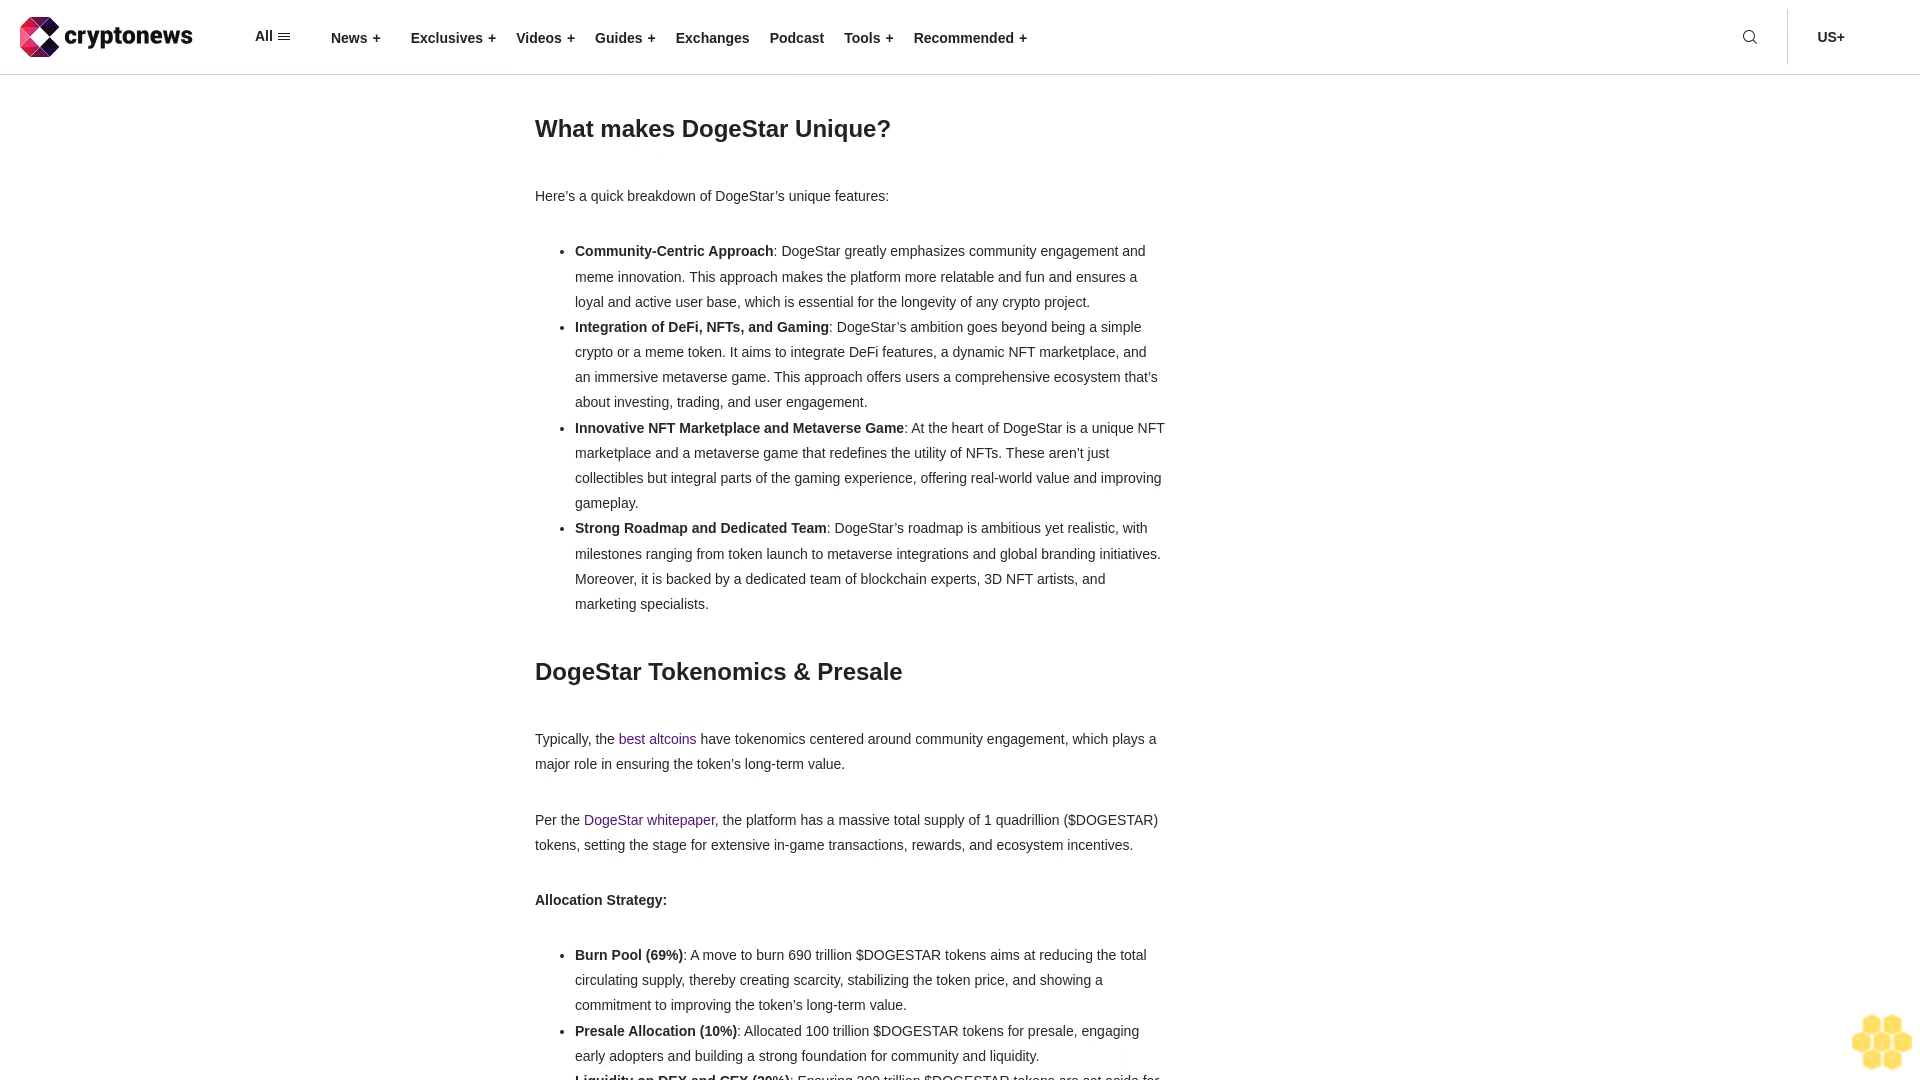 cryptonews
All
News +
Exclusives +
Videos +
Guides +
Exchanges
Podcast
Tools +
Recommended +
US+
What makes DogeStar Unique?
Here’s a quick breakdown of DogeStar’s unique features:
• Community-Centric Approach: DogeStar greatly emphasizes community engagement and
meme innovation. This approach makes the platform more relatable and fun and ensures a
loyal and active user base, which is essential for the longevity of any crypto project.
• Integration of DeFi, NFTs, and Gaming: DogeStar’s ambition goes beyond being a simple
crypto or a meme token. It aims to integrate DeFi features, a dynamic NFT marketplace, and
an immersive metaverse game. This approach offers users a comprehensive ecosystem that’s
about investing, trading, and user engagement.
• Innovative NFT Marketplace and Metaverse Game: At the heart of DogeStar is a unique NFT
marketplace and a metaverse game that redefines the utility of NFTs. These aren’t just
collectibles but integral parts of the gaming experience, offering real-world value and improving
gameplay.
• Strong Roadmap and Dedicated Team: DogeStar’s roadmap is ambitious yet realistic, with
milestones ranging from token launch to metaverse integrations and global branding initiatives.
Moreover, it is backed by a dedicated team of blockchain experts, 3D NFT artists, and
marketing specialists.
DogeStar Tokenomics & Presale
Typically, the best altcoins have tokenomics centered around community engagement, which plays a
major role in ensuring the token’s long-term value.
Per the DogeStar whitepaper, the platform has a massive total supply of 1 quadrillion ($DOGESTAR)
tokens, setting the stage for extensive in-game transactions, rewards, and ecosystem incentives.
Allocation Strategy:
• Burn Pool (69%): A move to burn 690 trillion $DOGESTAR tokens aims at reducing the total
circulating supply, thereby creating scarcity, stabilizing the token price, and showing a
commitment to improving the token’s long-term value.
• Presale Allocation (10%): Allocated 100 trillion $DOGESTAR tokens for presale, engaging
early adopters and building a strong foundation for community and liquidity.
Liquidity on DEX and CEX (20%): Ensuring 200 trillion $DOGESTAR tokens are set aside for